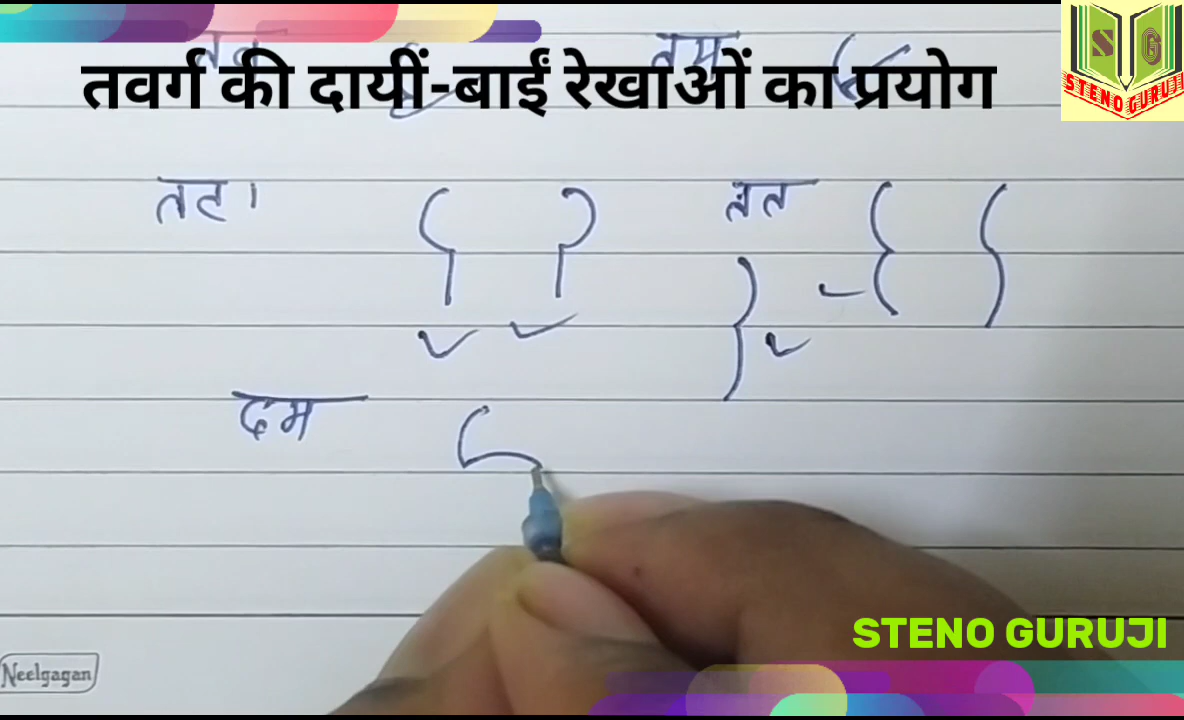 तवर्ग की दायीं-बाईं रेखाओं का प्रयोग
S G
STENO GURUJI
तट। तत
दम
STENO GURUJI
Neelgagan